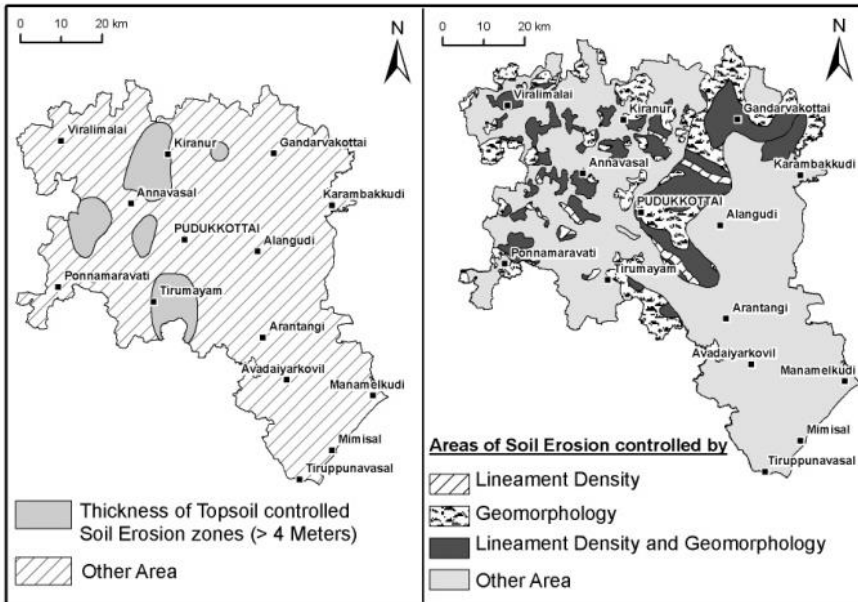 0 10 20 km
N
Viralimalai
Kiranur
Gandarvakottai
Annavasal
Karambakkudi
PUDUKKOTTAI
Alangudi
Ponnamaravati
Tirumayam
Arantangi
Avadaiyarkovil
Manamelkudi
Mimisal
Tiruppunavasal
Thickness of Topsoil controlled
Soil Erosion zones (> 4 Meters)
Other Area
0 10 20 km
N
Viralimalai
Kiranur
Gandarvakottai
Annavasal
Karambakkudi
PUDUKKOTTAI
Alangudi
Ponnamaravati
Tirumayam
Arantangi
Avadaiyarkovil
Manamelkudi
Mimisal
Tiruppunavasal
Areas of Soil Erosion controlled by
Lineament Density
Geomorphology
Lineament Density and Geomorphology
Other Area